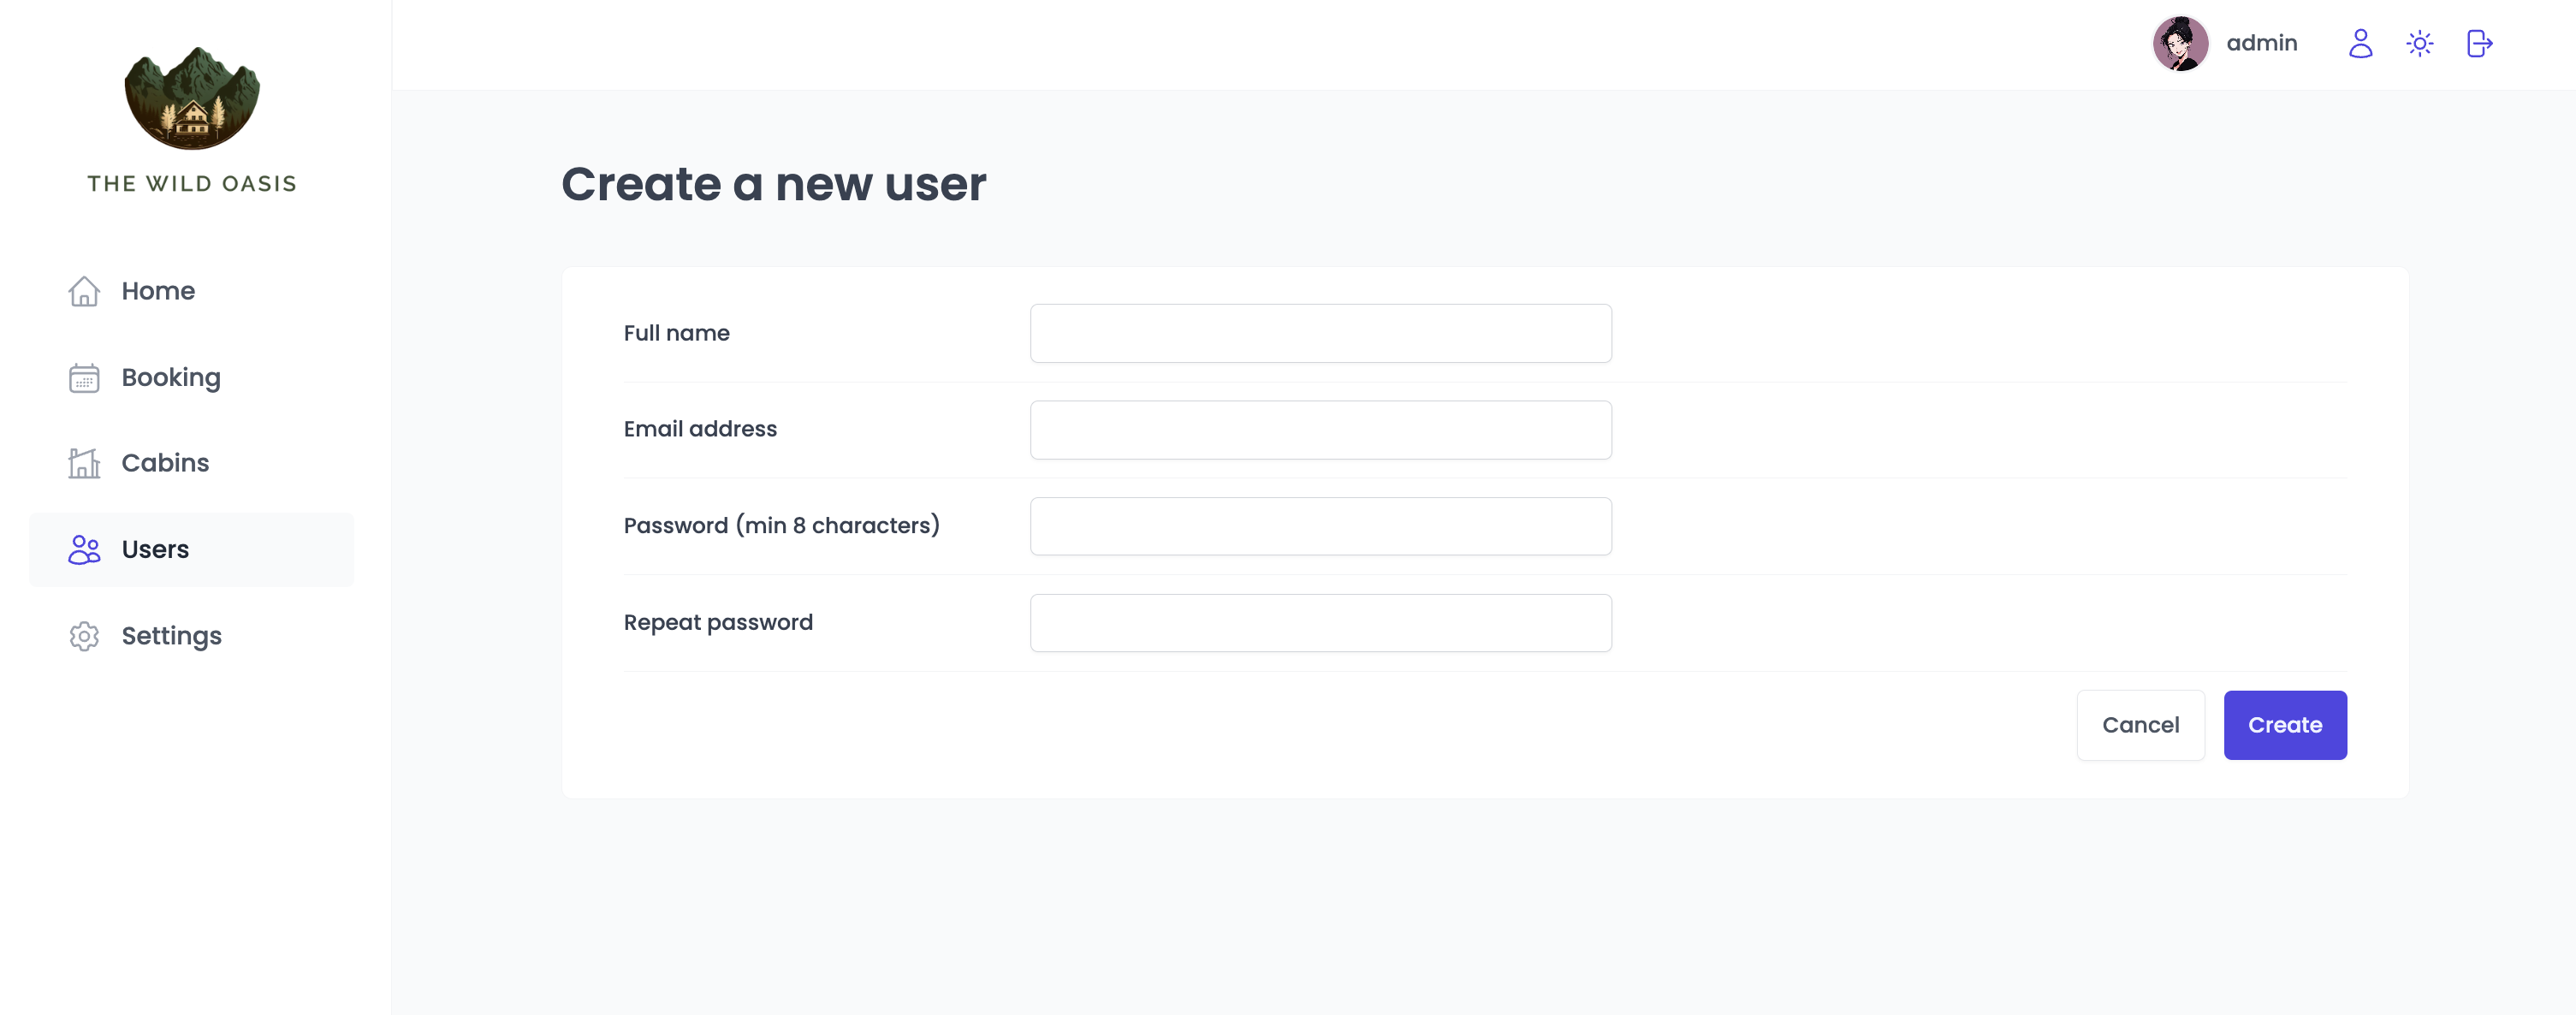 THE WILD OASIS
Home
Booking
Cabins
Users
Settings
admin
Create a new user
Full name
Email address
Password (min 8 characters)
Repeat password
Cancel
Create